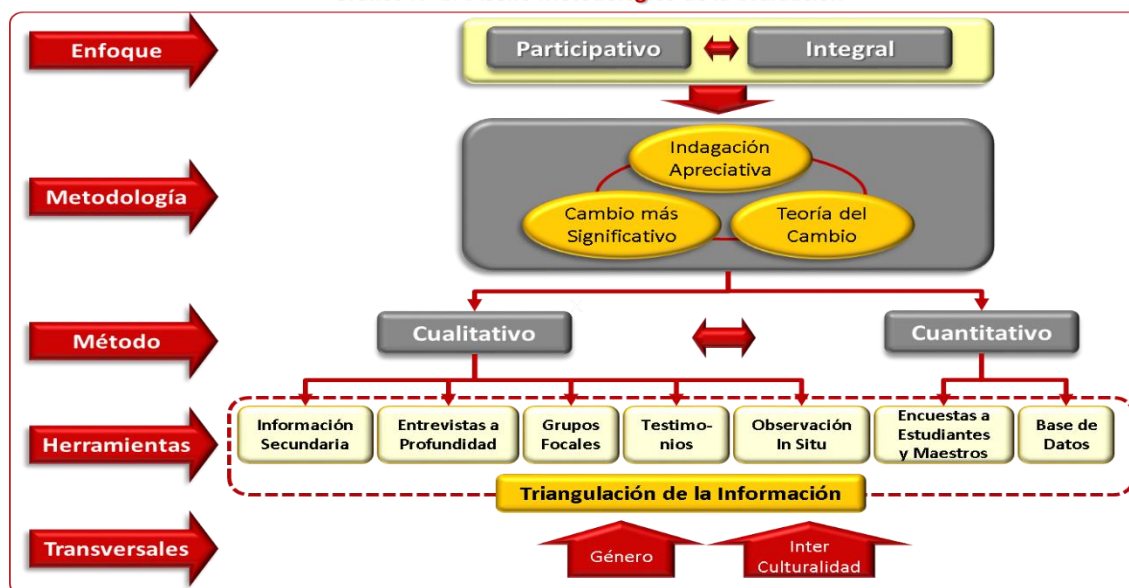 Enfoque
Participativo
Integral
Metodología
Indagación
Apreciativa
Cambio más
Significativo
Teoría del
Cambio
Método
Cualitativo
Cuantitativo
Herramientas
Información
Secundaria
Entrevistas a
Profundidad
Grupos
Focales
Testimo-
nios
Observación
In Situ
Encuestas a
Estudiantes
y Maestros
Base de
Datos
Triangulación de la Información
Transversales
Género
Inter
Culturalidad